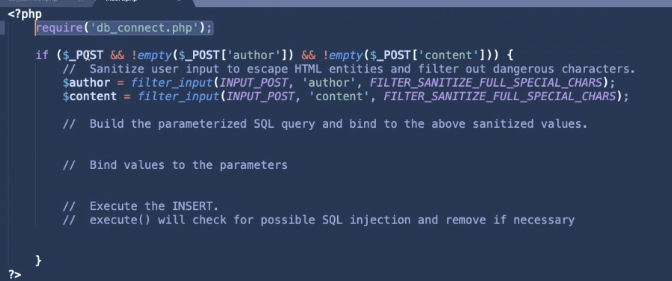 <?php
require('db_connect.php');
if ($_POST && !empty($_POST['author']) && !empty($_POST['content'])) {
//  Sanitize user input to escape HTML entities and filter out dangerous characters.
$author = filter_input(INPUT_POST, 'author', FILTER_SANITIZE_FULL_SPECIAL_CHARS);
$content = filter_input(INPUT_POST, 'content', FILTER_SANITIZE_FULL_SPECIAL_CHARS);
//  Build the parameterized SQL query and bind to the above sanitized values.
//  Bind values to the parameters
//  Execute the INSERT.
//  execute() will check for possible SQL injection and remove if necessary
}
?>